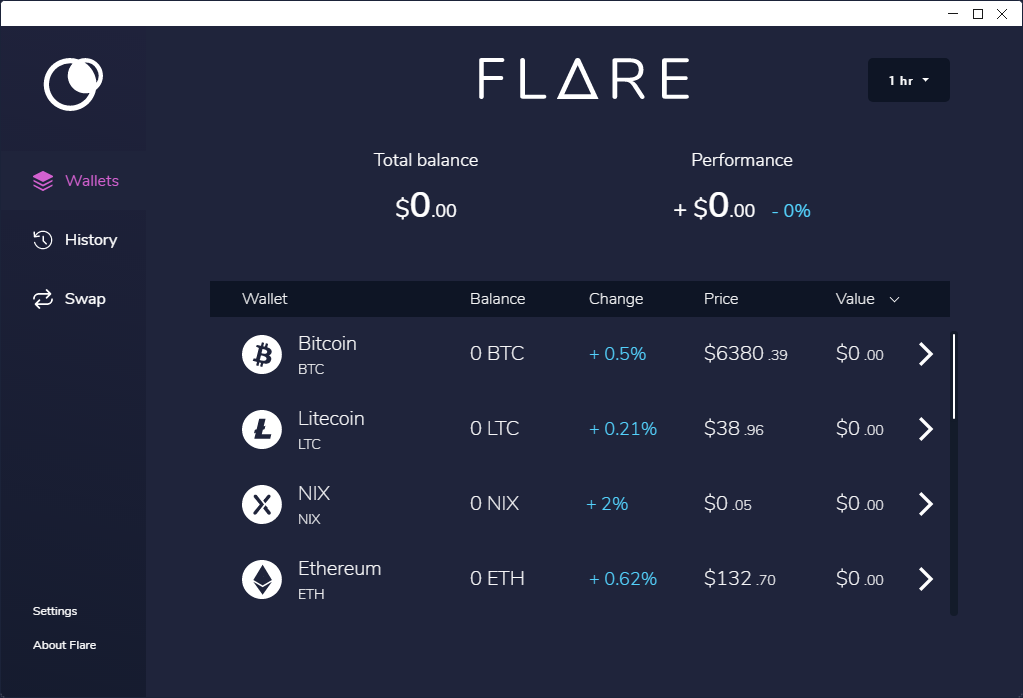 FLARE
1 hr
Wallets
History
Swap
Settings
About Flare
Total balance
$0.00
Performance
+ $0.00 - 0%
Wallet Balance Change Price Value
Bitcoin
BTC
0 BTC + 0.5% $6380 .39 $0 .00
Litecoin
LTC
0 LTC + 0.21% $38 .96 $0 .00
NIX
NIX
0 NIX + 2% $0 .05 $0 .00
Ethereum
ETH
0 ETH + 0.62% $132 .70 $0 .00